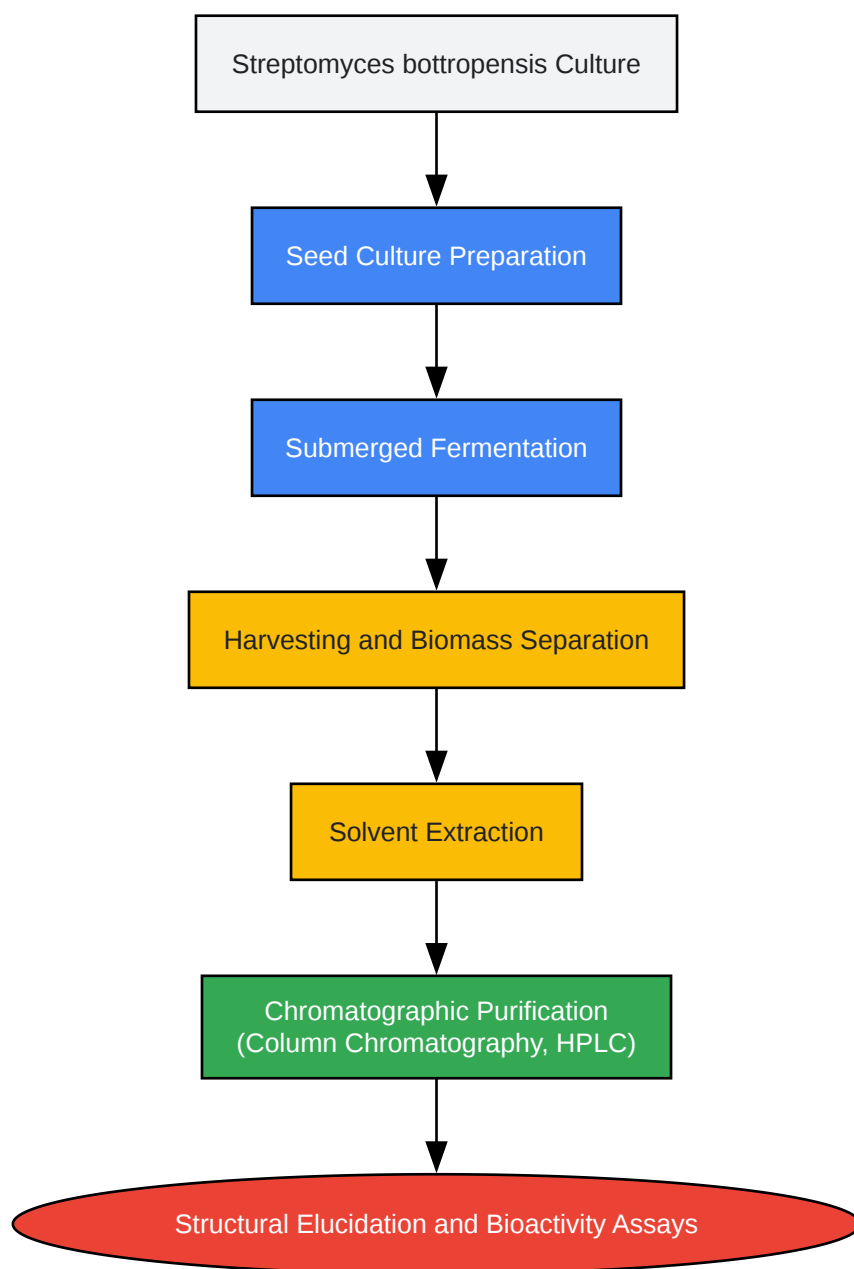 Streptomyces bottropensis Culture
Seed Culture Preparation
Submerged Fermentation
Harvesting and Biomass Separation
Solvent Extraction
Chromatographic Purification
(Column Chromatography, HPLC)
Structural Elucidation and Bioactivity Assays